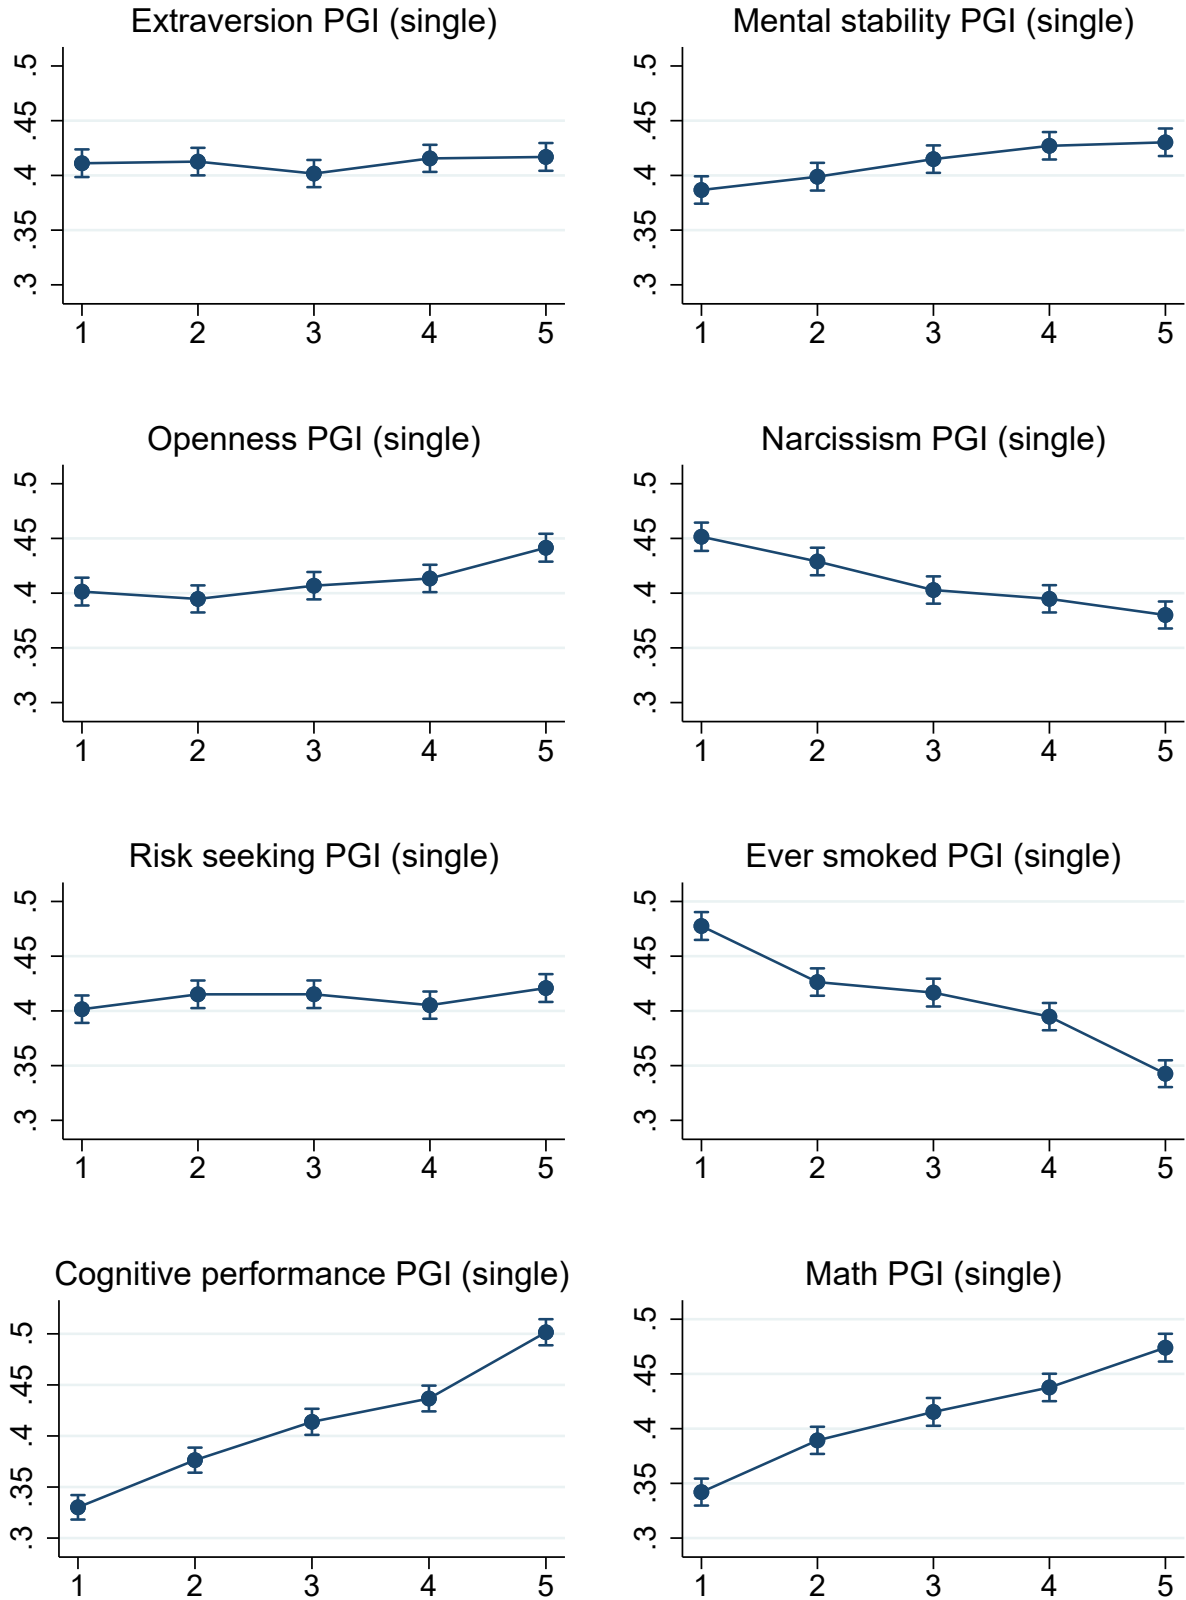 Extraversion PGI (single)
.5
.45
.4
.35
.3
1 2 3 4 5
Mental stability PGI (single)
.5
.45
.4
.35
.3
1 2 3 4 5
Openness PGI (single)
.5
.45
.4
.35
.3
1 2 3 4 5
Narcissism PGI (single)
.5
.45
.4
.35
.3
1 2 3 4 5
Risk seeking PGI (single)
.5
.45
.4
.35
.3
1 2 3 4 5
Ever smoked PGI (single)
.5
.45
.4
.35
.3
1 2 3 4 5
Cognitive performance PGI (single)
.5
.45
.4
.35
.3
1 2 3 4 5
Math PGI (single)
.5
.45
.4
.35
.3
1 2 3 4 5